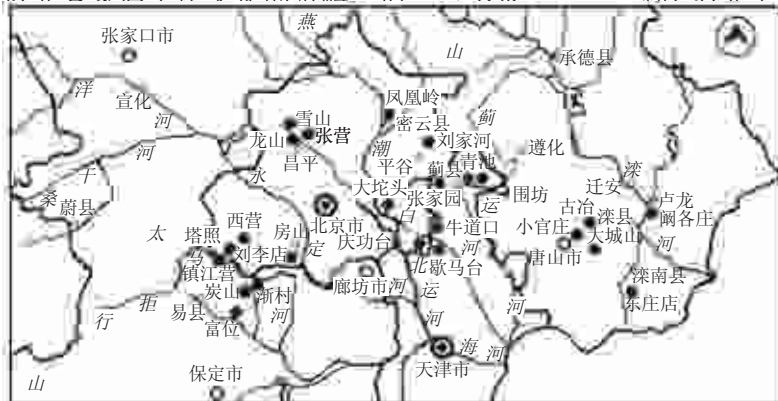 燕
山
张家口市
承德县
洋
宣化
河
凤凰岭
蓟
雪山
密云县
张营
刘家河
龙山
潮
遵化
滦
昌平
河
平谷
青池
干
永
蓟县
桑
大坨头
张家园
围坊
迁安
蔚县
运
古冶
卢龙
太
西营
北京市
白
牛道口
小官庄
滦县
阚各庄
塔照
房山
定
庆功台
河
大城山
马
刘李店
北
歇马台
唐山市
河
镇江营
廊坊市
河
滦南县
炭山
渐村
运
拒
易县
河
河
东庄店
行
富位
河
海
河
天津市
保定市
山